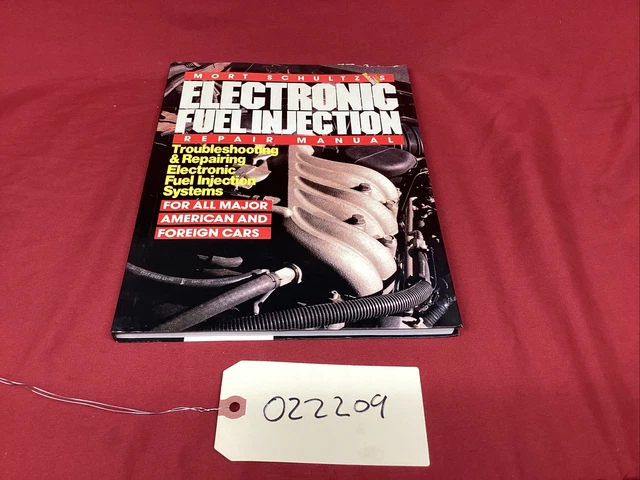 MORT SCHULTZ'S
ELECTRONIC
FUEL INJECTION
REPAIR MANUAL
Troubleshooting
& Repairing
Electronic
Fuel Injection
Systems
FOR ALL MAJOR
AMERICAN AND
FOREIGN CARS
022209